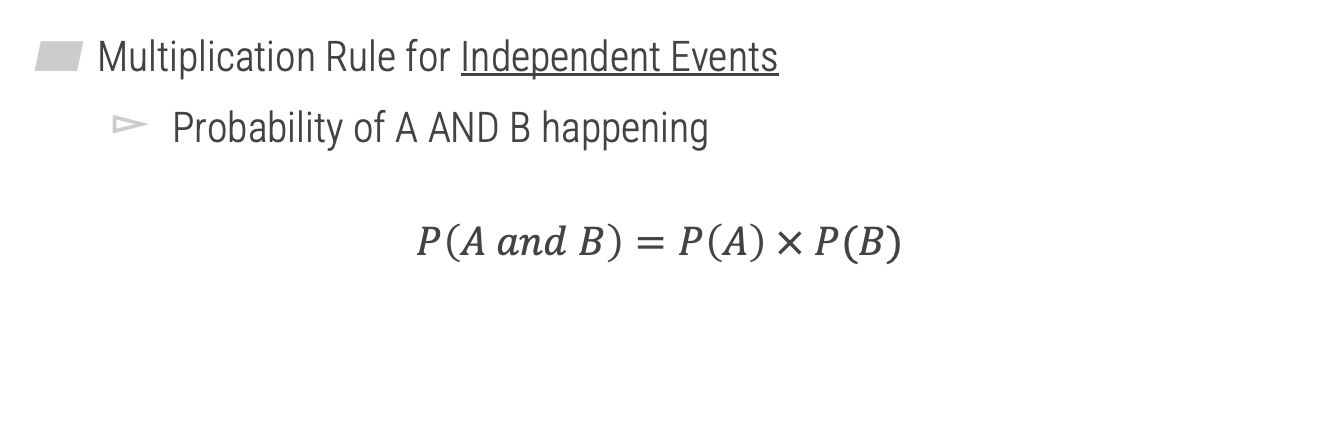 Multiplication Rule for Independent Events
Probability of A AND B happening
P(A and B) = P(A) × P(B)